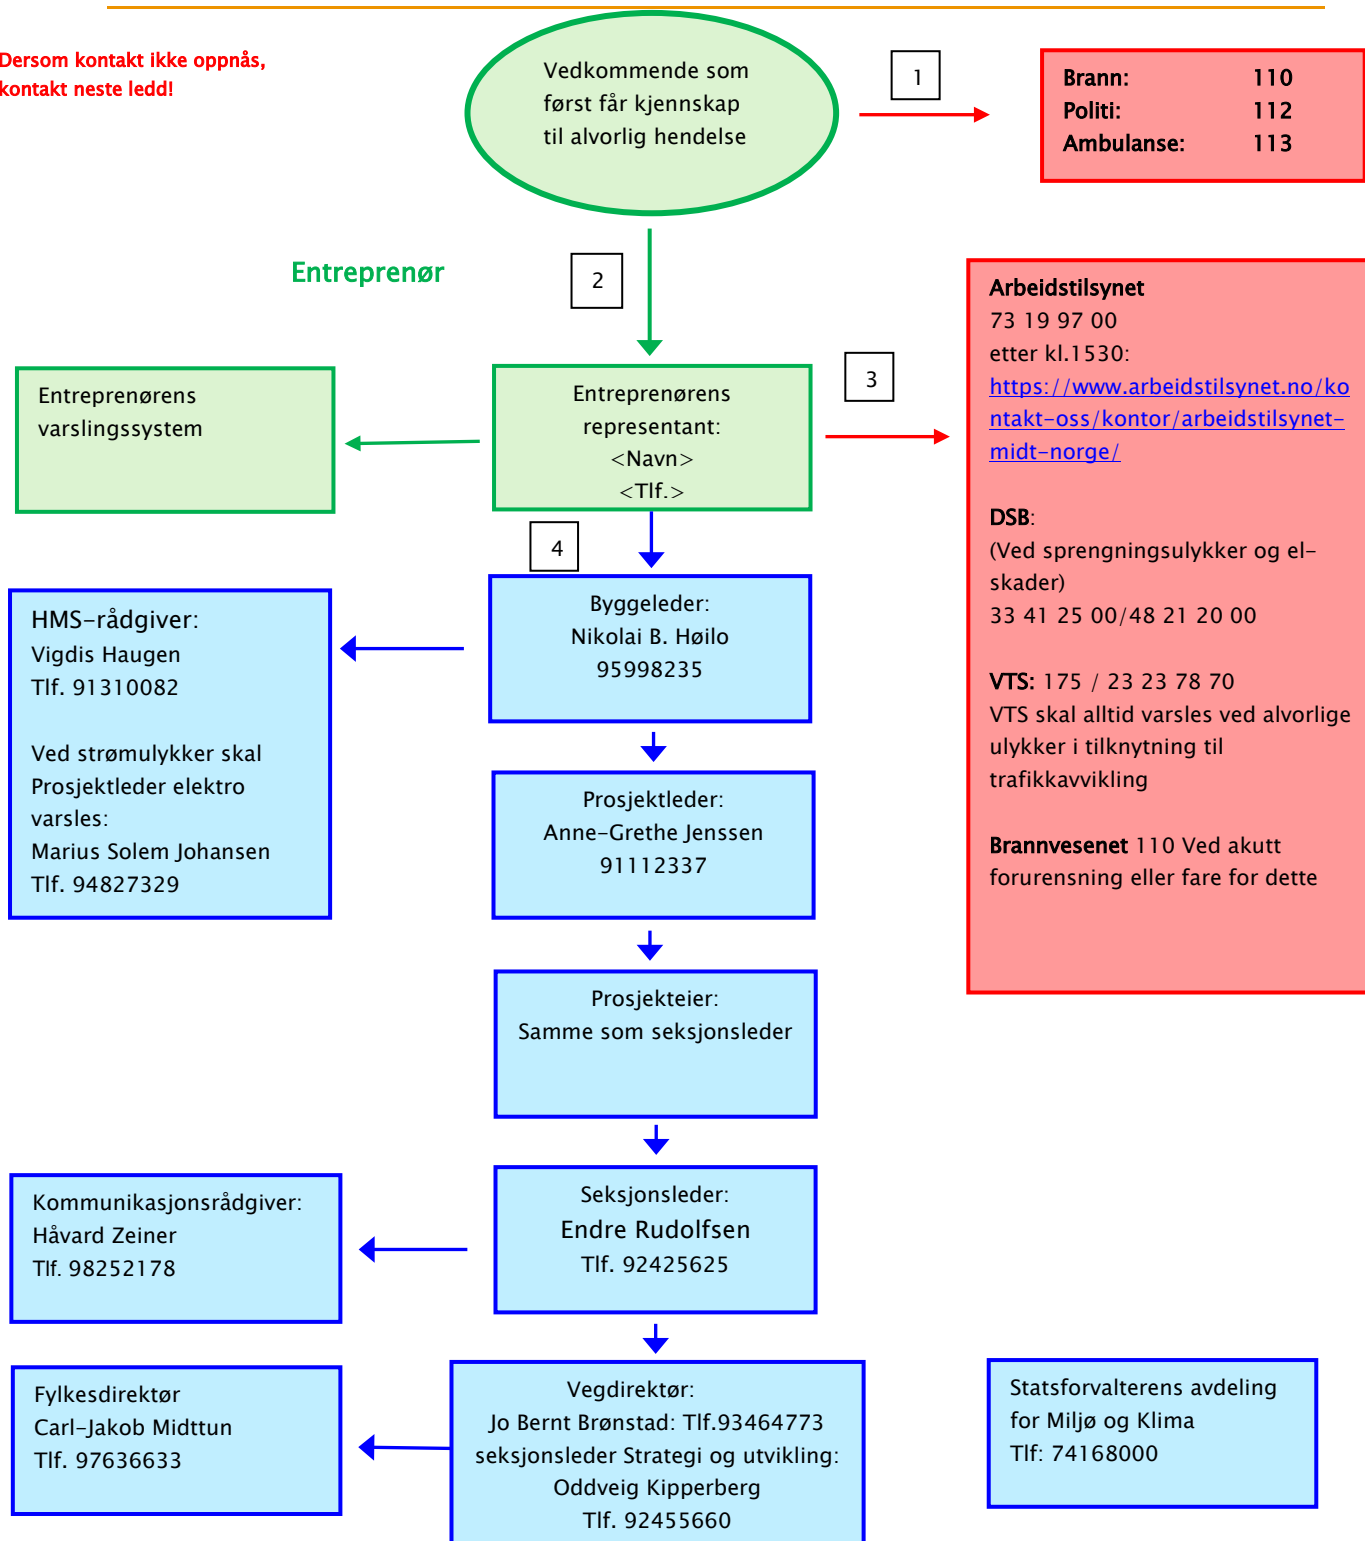 Dersom kontakt ikke oppnås,
kontakt neste ledd!
Vedkommende som
først får kjennskap
til alvorlig hendelse
1
Brann: 110
Politi: 112
Ambulanse: 113
Entreprenør
2
Entreprenørens
varslingssystem
Entreprenørens
representant:
<Navn>
<Tlf.>
3
Arbeidstilsynet
73 19 97 00
etter kl.1530:
https://www.arbeidstilsynet.no/ko
ntakt-oss/kontor/arbeidstilsynet-
midt-norge/
DSB:
(Ved sprengningsulykker og el-
skader)
33 41 25 00/48 21 20 00
VTS: 175 / 23 23 78 70
VTS skal alltid varsles ved alvorlige
ulykker i tilknytning til
trafikkavvikling
Brannvesenet 110 Ved akutt
forurensning eller fare for dette
4
HMS-rådgiver:
Vigdis Haugen
Tlf. 91310082
Ved strømulykker skal
Prosjektleder elektro
varsles:
Marius Solem Johansen
Tlf. 94827329
Byggeleder:
Nikolai B. Høilo
95998235
Prosjektleder:
Anne-Grethe Jenssen
91112337
Prosjekteier:
Samme som seksjonsleder
Kommunikasjonsrådgiver:
Håvard Zeiner
Tlf. 98252178
Seksjonsleder:
Endre Rudolfsen
Tlf. 92425625
Fylkesdirektør
Carl-Jakob Midttun
Tlf. 97636633
Vegdirektør:
Jo Bernt Brønstad: Tlf.93464773
seksjonsleder Strategi og utvikling:
Oddveig Kipperberg
Tlf. 92455660
Statsforvalterens avdeling
for Miljø og Klima
Tlf: 74168000